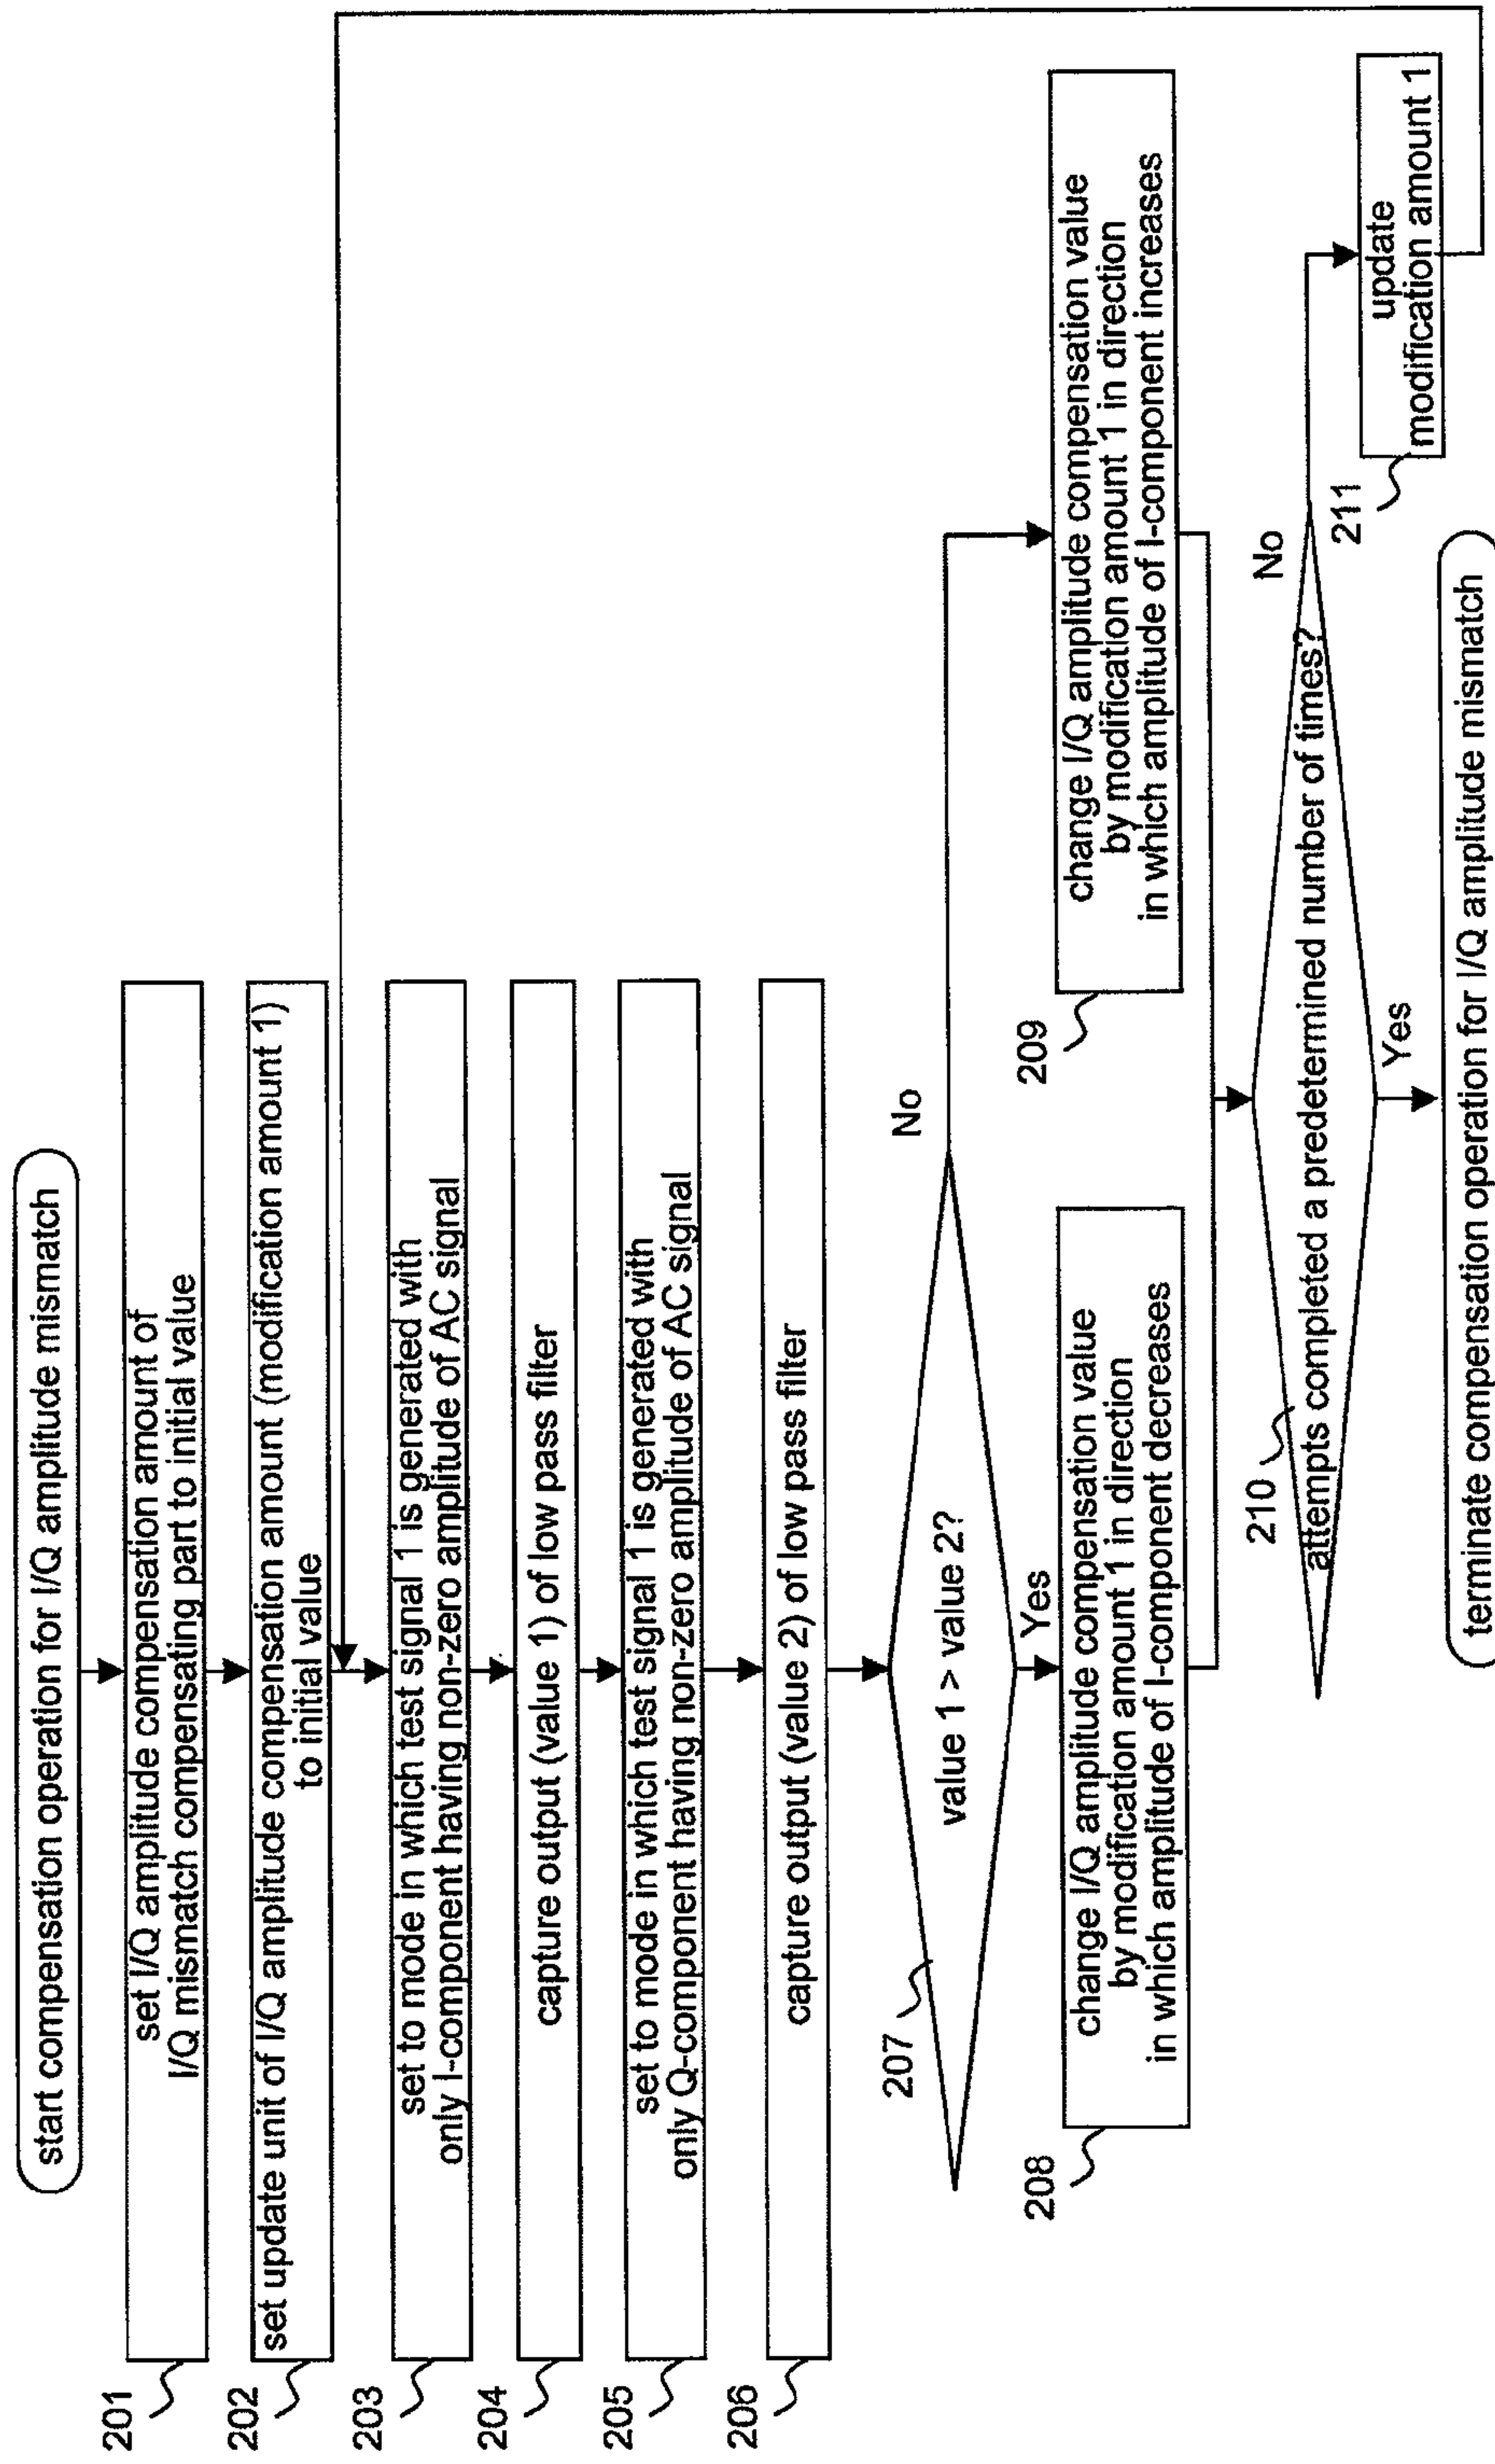 start compensation operation for I/Q amplitude mismatch
201
set I/Q amplitude compensation amount of
I/Q mismatch compensating part to initial value
202
set update unit of I/Q amplitude compensation amount (modification amount 1)
to initial value
203
set to mode in which test signal 1 is generated with
only I-component having non-zero amplitude of AC signal
204
capture output (value 1) of low pass filter
205
set to mode in which test signal 1 is generated with
only Q-component having non-zero amplitude of AC signal
206
capture output (value 2) of low pass filter
207
value 1 > value 2?
No
Yes
208
change I/Q amplitude compensation value
by modification amount 1 in direction
in which amplitude of I-component decreases
209
change I/Q amplitude compensation value
by modification amount 1 in direction
in which amplitude of I-component increases
210
attempts completed a predetermined number of times?
No
Yes
211
update
modification amount 1
terminate compensation operation for I/Q amplitude mismatch